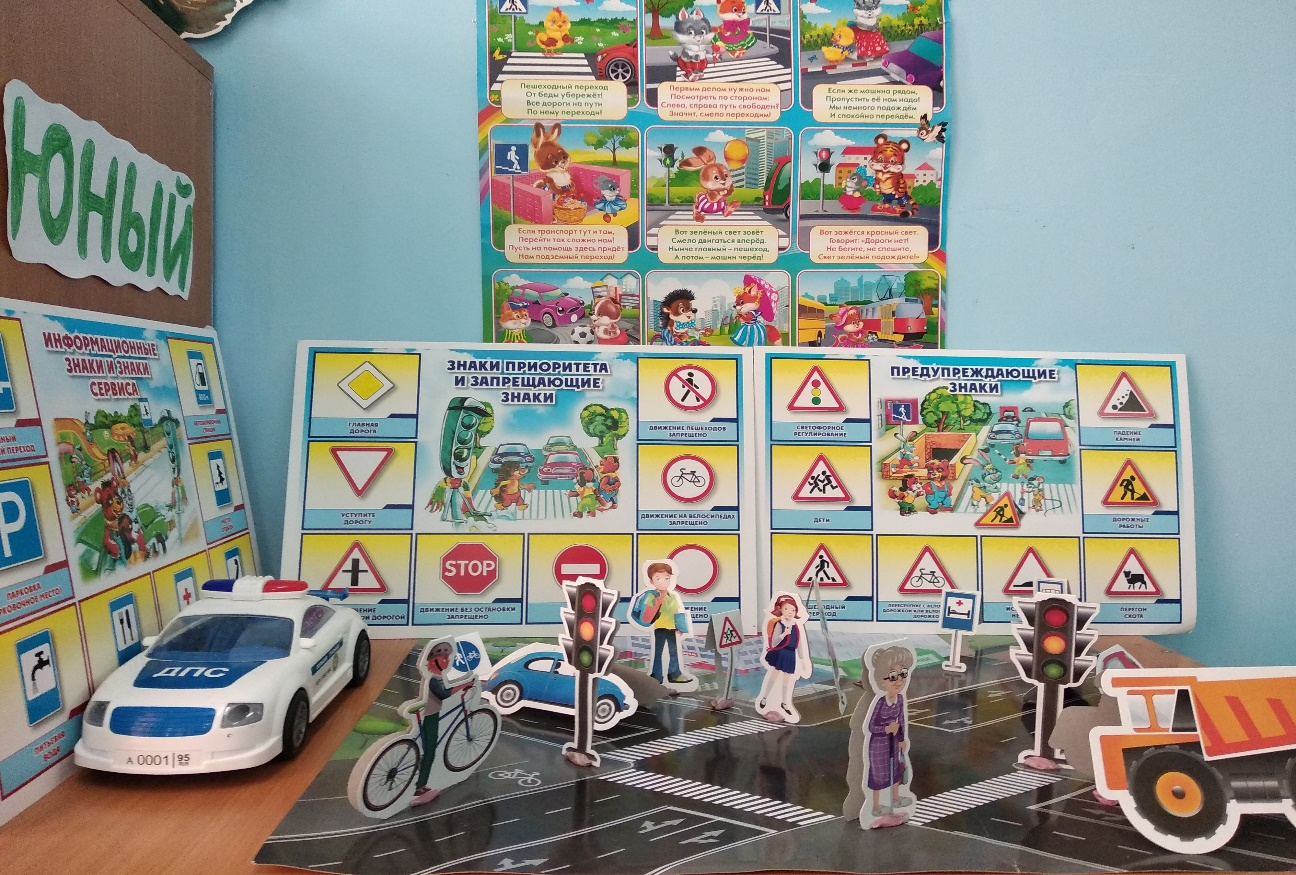 Пешеходный переход
От беды убережёт!
Все дороги на пути
По нему переходи!
Первым делом нужно нам
Посмотреть по сторонам:
Слева, справа путь свободен?
Значит, смело переходим!
Если же машина рядом,
Пропустить её нам надо!
Мы немного подождём
И спокойно перейдём.
Если транспорт тут и там,
Перейти так сложно нам!
Пусть на помощь здесь придёт
Нам подземный переход!
Вот зелёный свет зовёт
Смело двигаться вперёд.
Нынче главный – пешеход,
А потом – машин черёд!
Вот зажёгся красный свет.
Говорит: «Дороги нет!
Не бегите, не спешите,
Свет зелёный подождите!»
ЮНЫЙ
ИНФОРМАЦИОННЫЕ
ЗНАКИ И ЗНАКИ
СЕРВИСА
ПЕРЕХОД
P
ПАРКОВКА
ПИТЬЕВАЯ
ВОДА
ЗНАКИ ПРИОРИТЕТА
И ЗАПРЕЩАЮЩИЕ
ЗНАКИ
ГЛАВНАЯ
ДОРОГА
УСТУПИТЕ
ДОРОГУ
ДВИЖЕНИЕ ПЕШЕХОДОВ
ЗАПРЕЩЕНО
ДВИЖЕНИЕ НА ВЕЛОСИПЕДАХ
ЗАПРЕЩЕНО
STOP
ДВИЖЕНИЕ БЕЗ ОСТАНОВКИ
ЗАПРЕЩЕНО
ПРЕДУПРЕЖДАЮЩИЕ
ЗНАКИ
СВЕТОФОРНОЕ
РЕГУЛИРОВАНИЕ
ДЕТИ
ПАДЕНИЕ
КАМНЕЙ
ДОРОЖНЫЕ
РАБОТЫ
ПЕРЕГОН
СКОТА
ДПС
А 0001 95